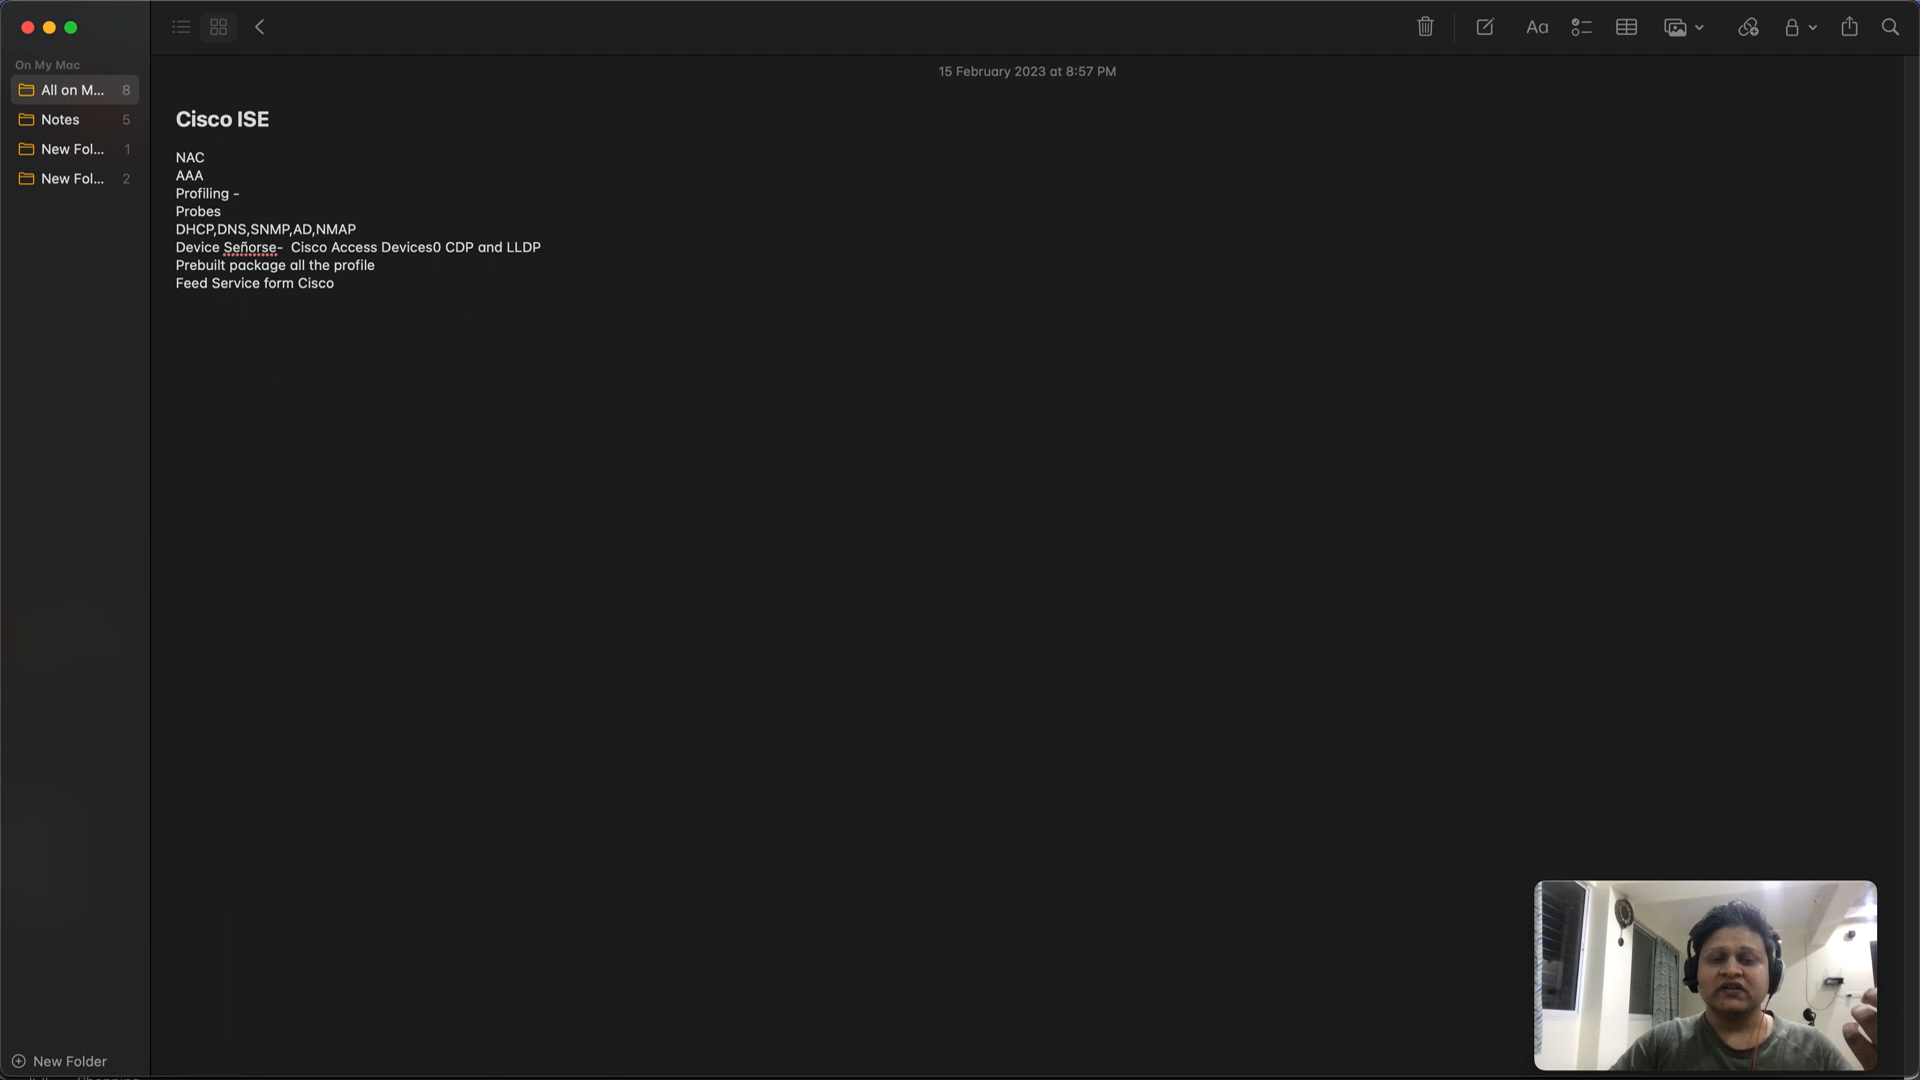 On My Mac
All on M... 8
Notes 5
New Fol... 1
New Fol... 2
New Folder
Aa
15 February 2023 at 8:57 PM
Cisco ISE
NAC
AAA
Profiling -
Probes
DHCP,DNS,SNMP,AD,NMAP
Device Señorse-  Cisco Access Devices0 CDP and LLDP
Prebuilt package all the profile
Feed Service form Cisco